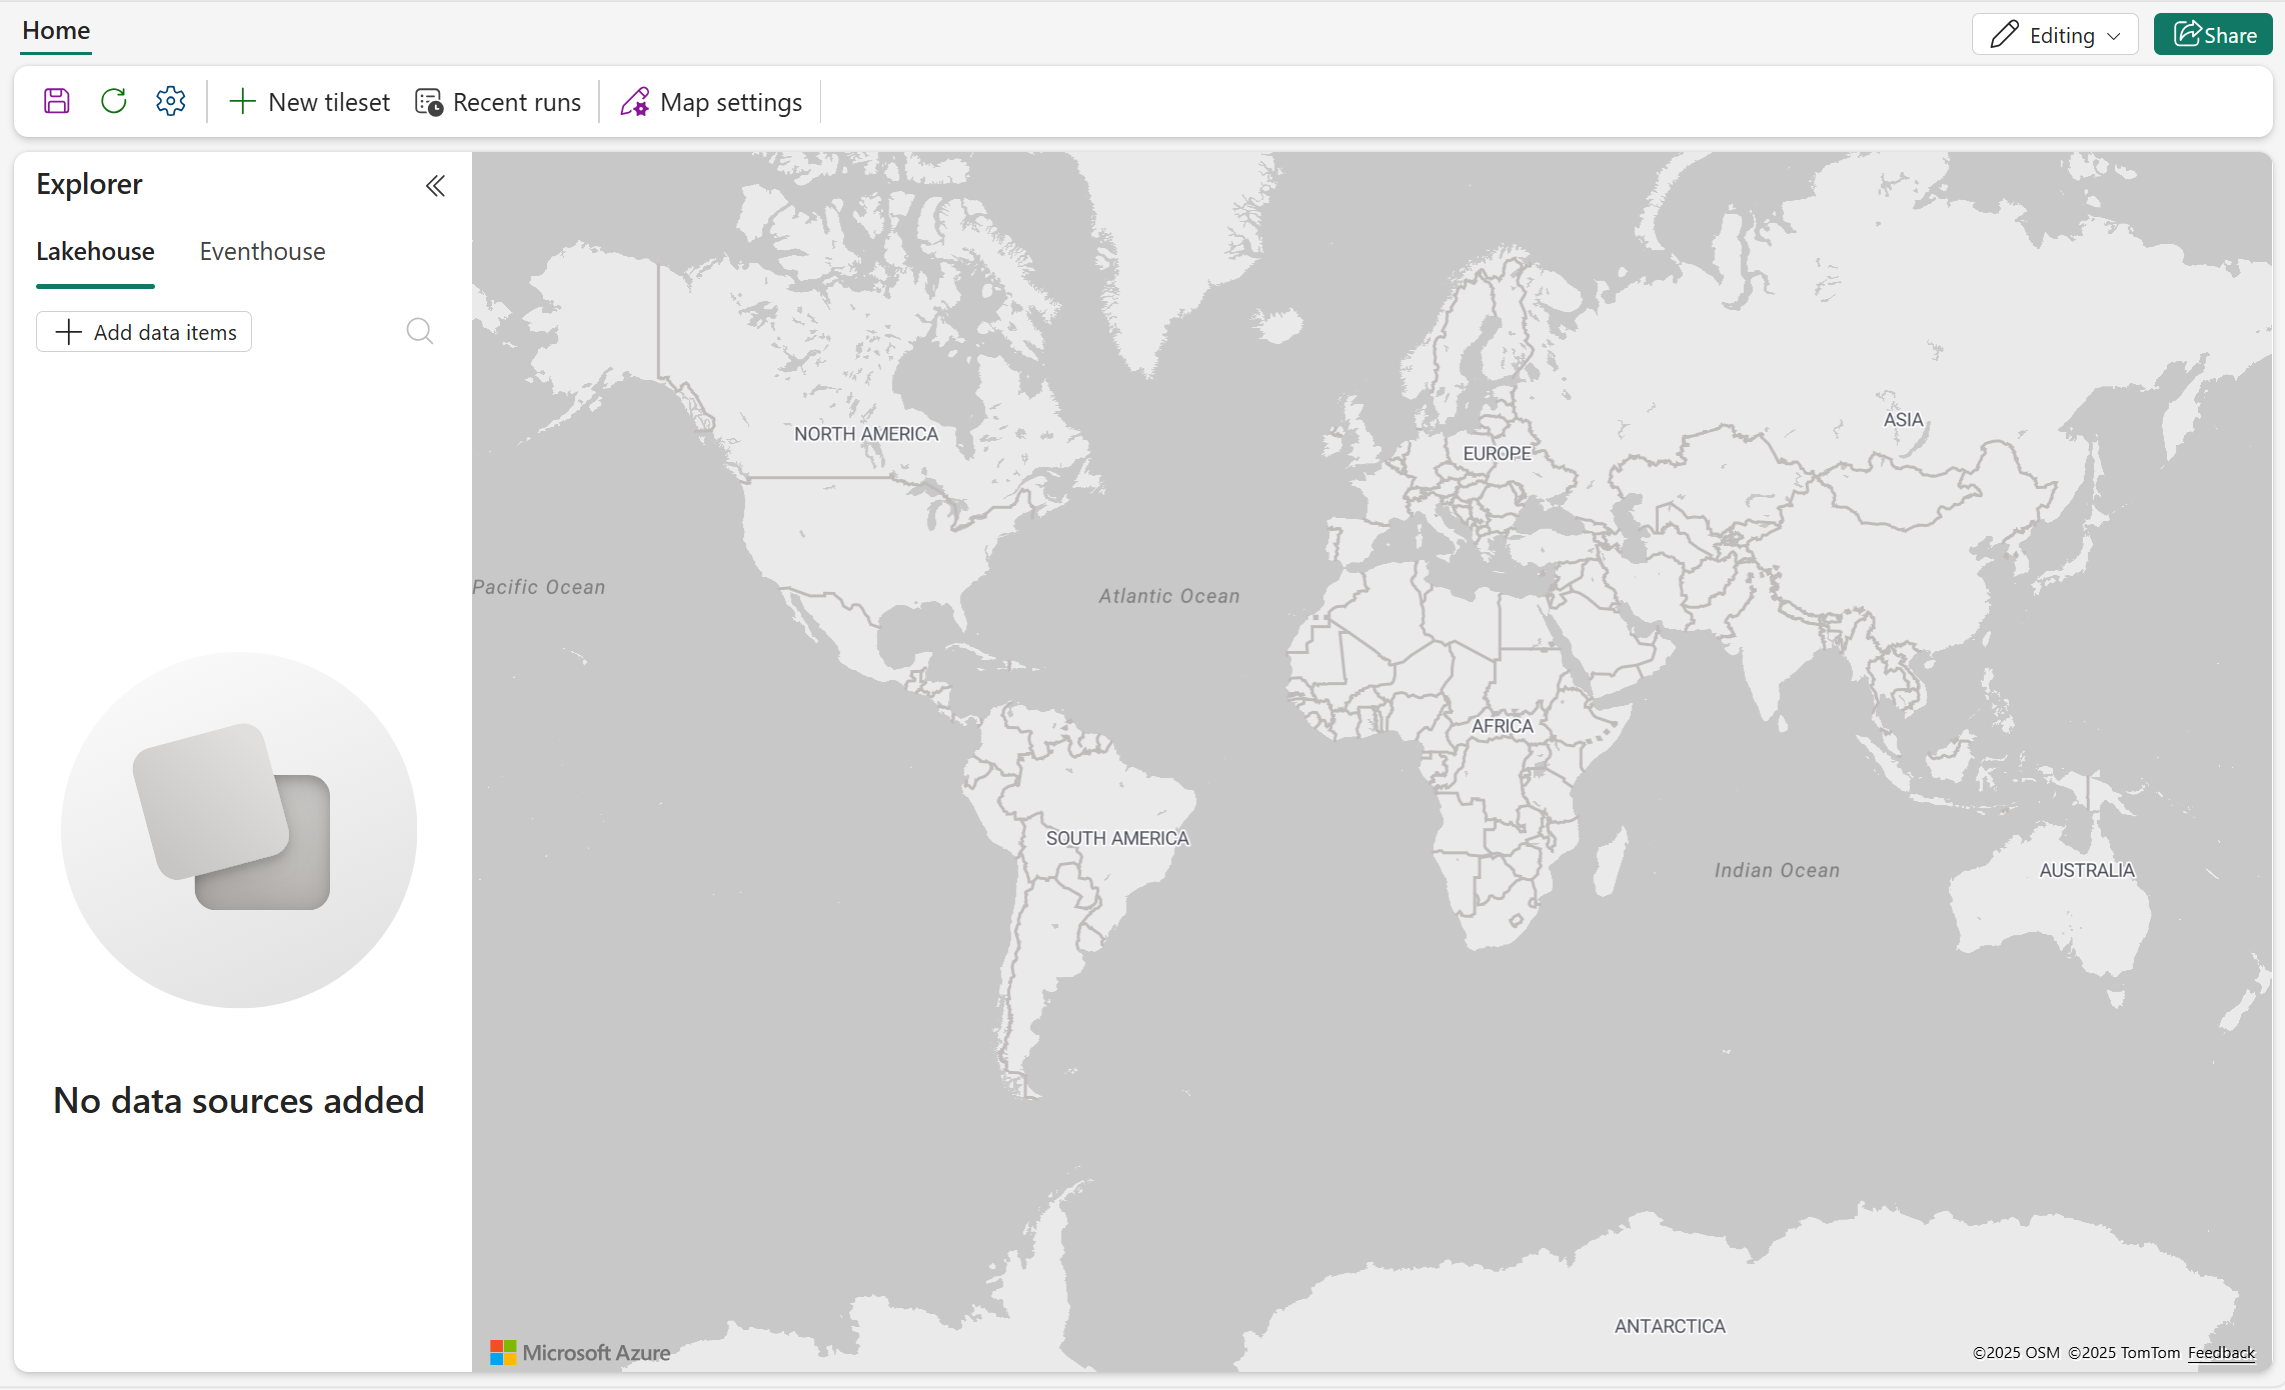 Home
Editing
Share
New tileset
Recent runs
Map settings
Explorer
Lakehouse
Eventhouse
Add data items
No data sources added
NORTH AMERICA
EUROPE
ASIA
Pacific Ocean
Atlantic Ocean
AFRICA
SOUTH AMERICA
Indian Ocean
AUSTRALIA
ANTARCTICA
Microsoft Azure
©2025 OSM ©2025 TomTom Feedback